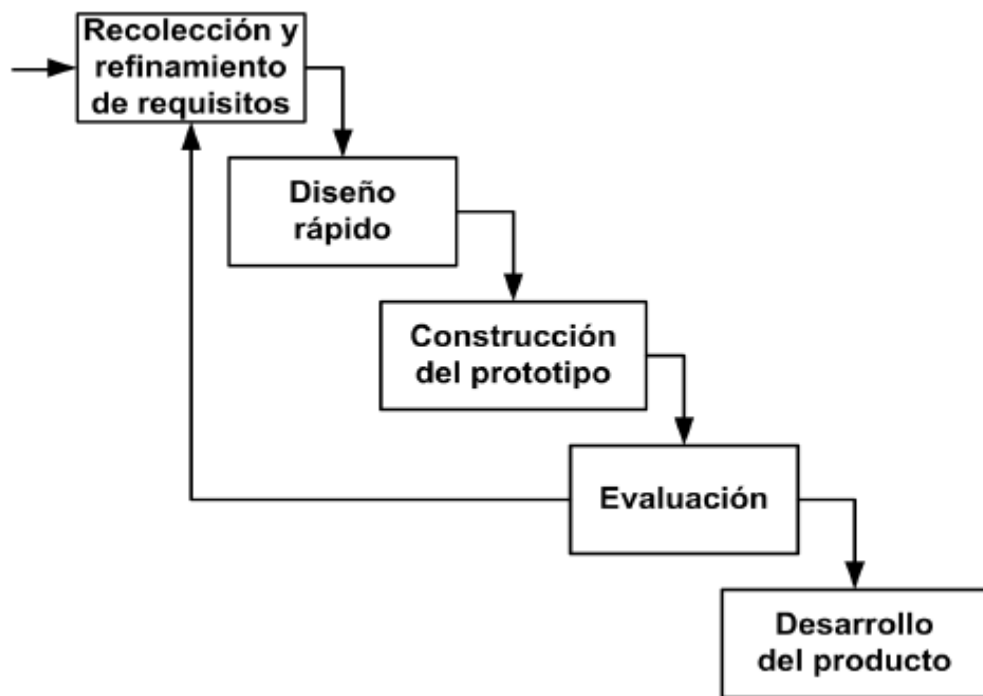 Recolección y
refinamiento
de requisitos
Diseño
rápido
Construcción
del prototipo
Evaluación
Desarrollo
del producto